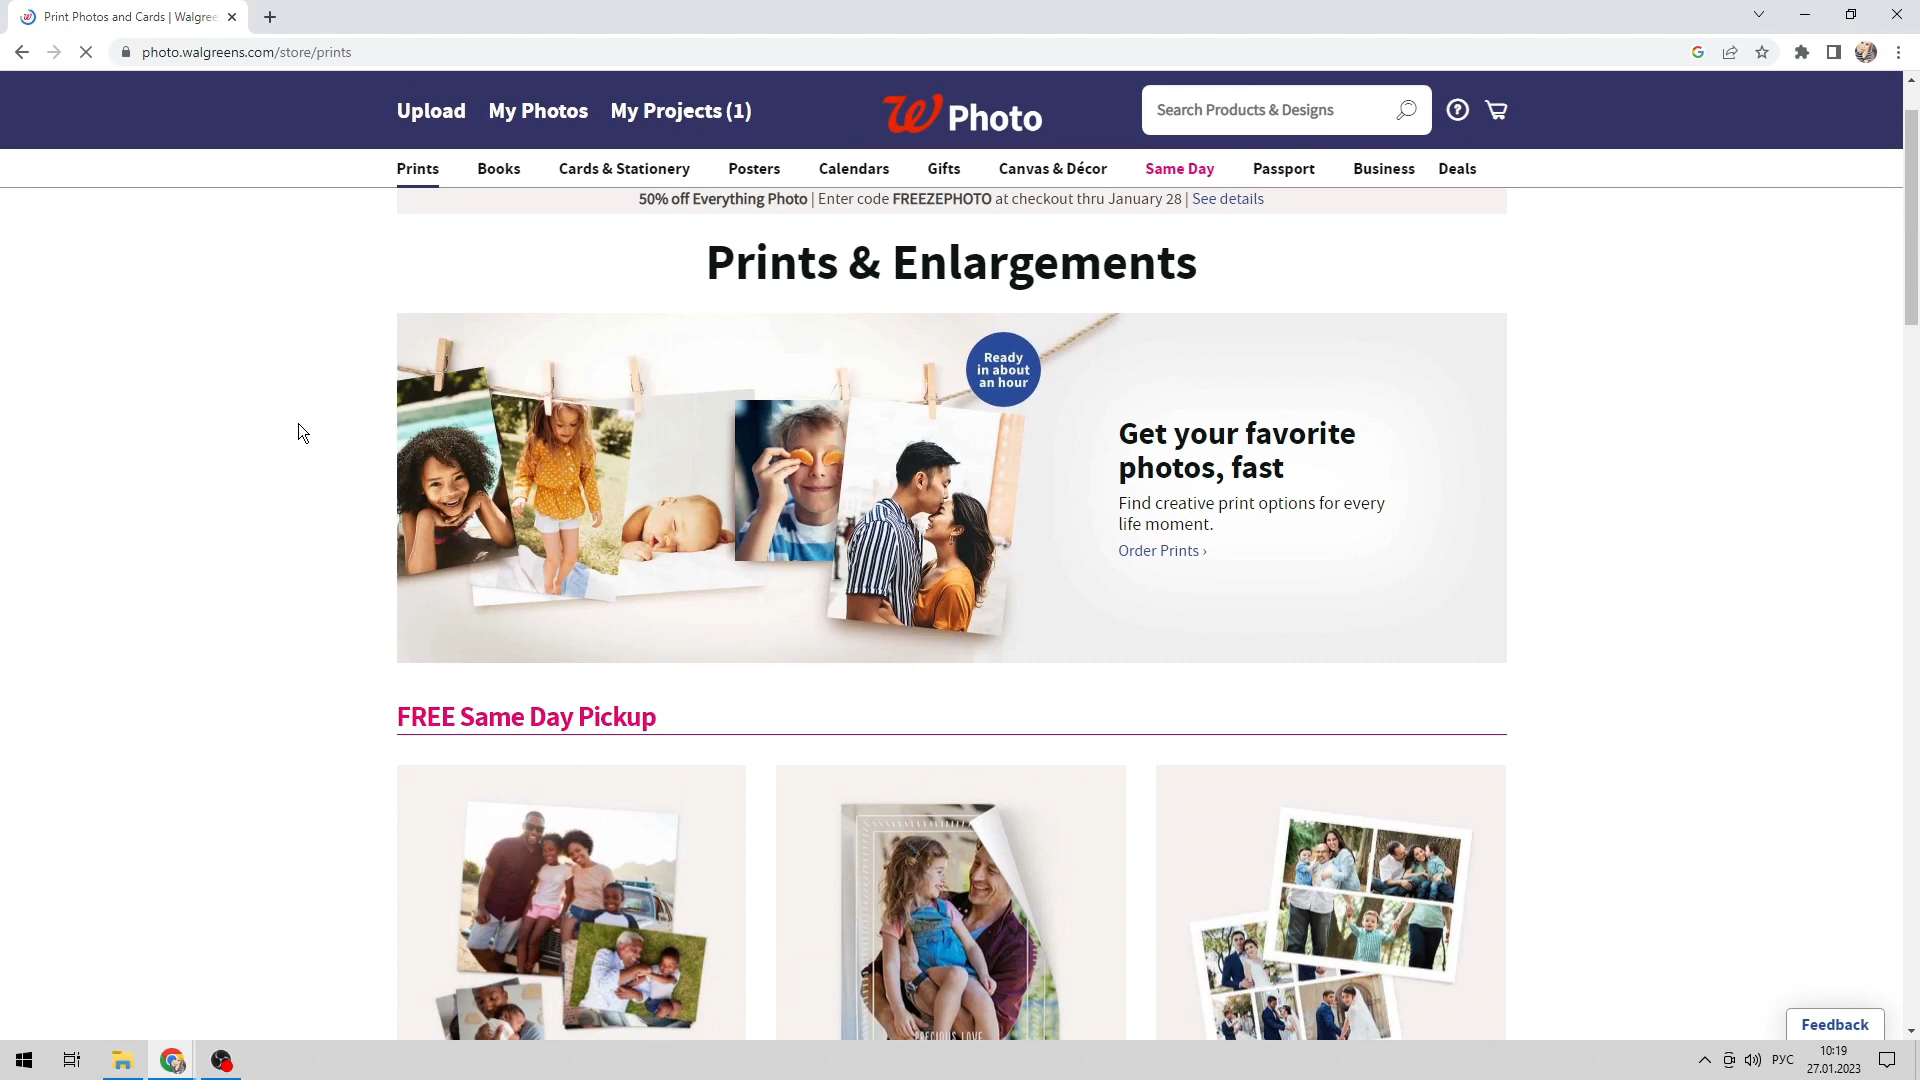 Print Photos and Cards | Walgree
photo.walgreens.com/store/prints
Upload My Photos My Projects (1)
Photo
Search Products & Designs
Prints Books Cards & Stationery Posters Calendars Gifts Canvas & Décor Same Day Passport Business Deals
50% off Everything Photo | Enter code FREEZEPHOTO at checkout thru January 28 | See details
Prints & Enlargements
Ready
in about
an hour
Get your favorite
photos, fast
Find creative print options for every
life moment.
Order Prints ›
FREE Same Day Pickup
PRECIOUS LOVE
Feedback
РУС
10:19
27.01.2023